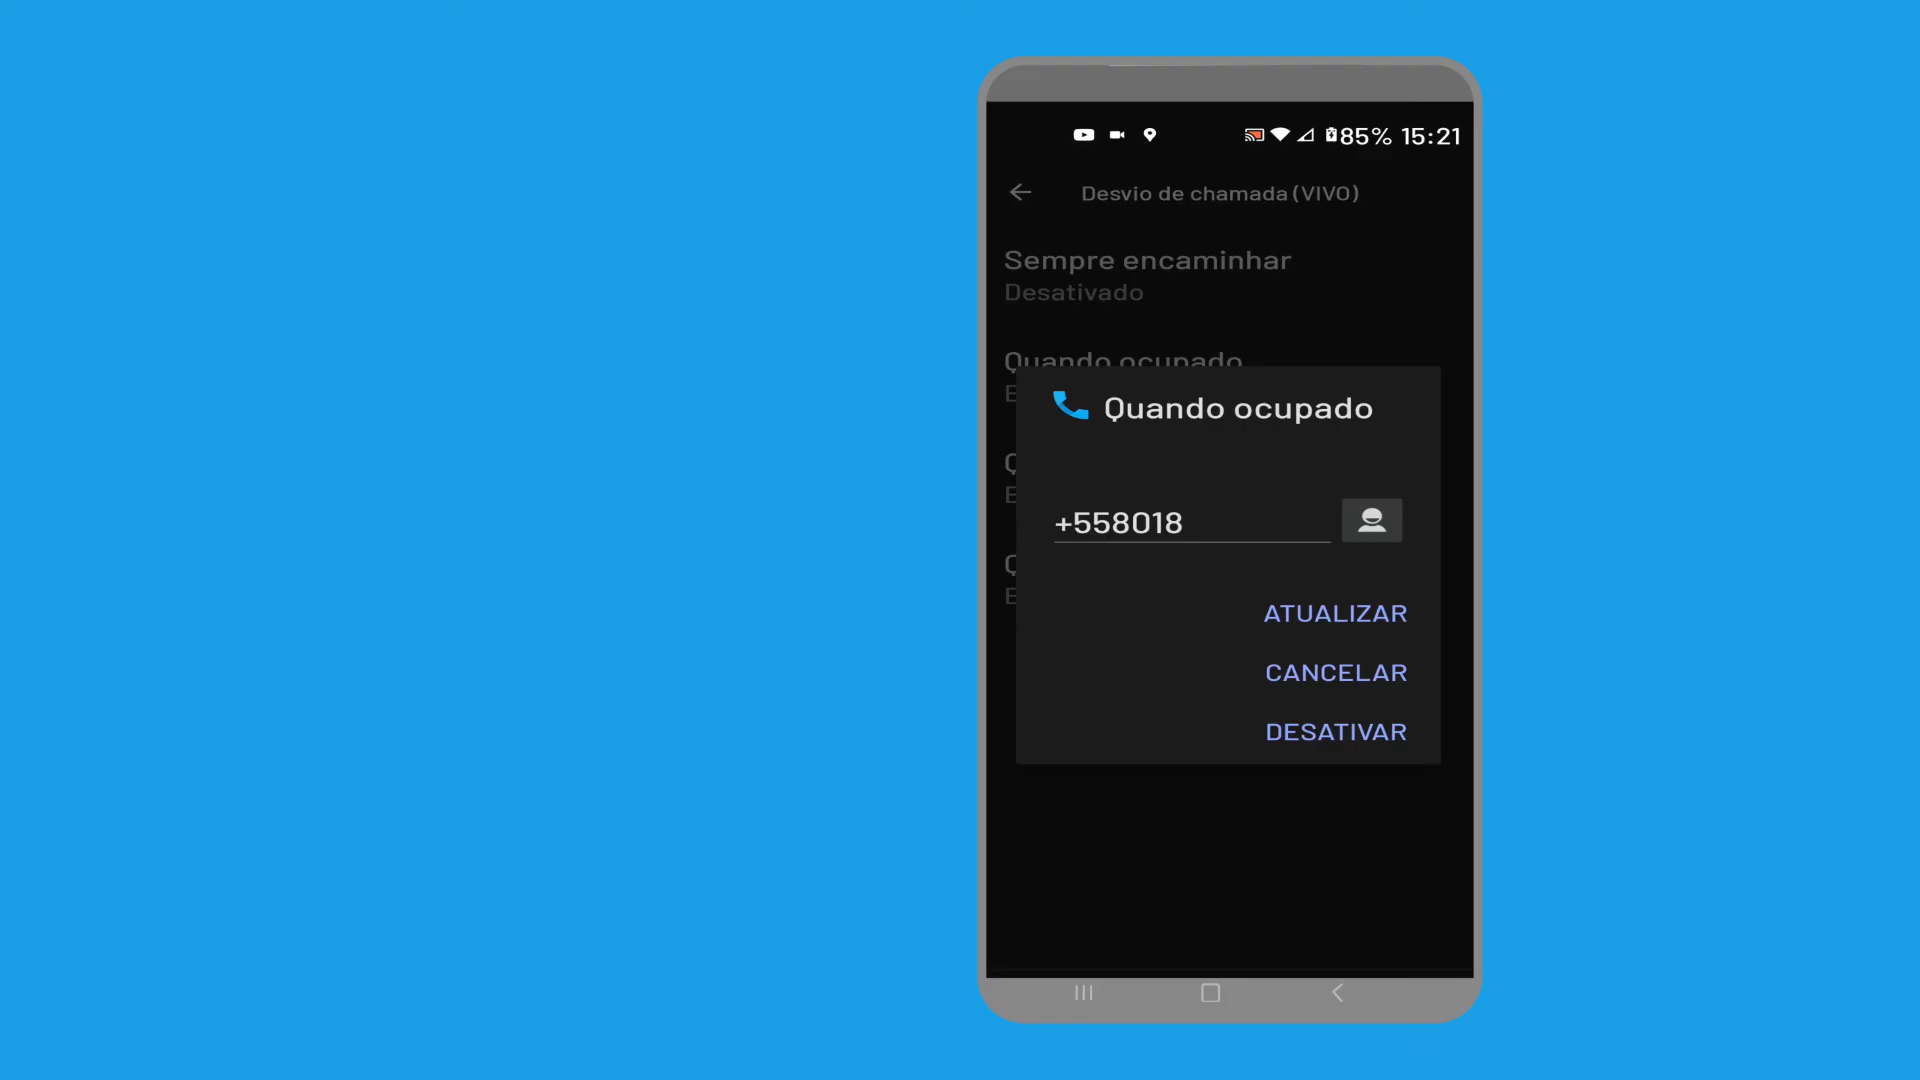 85% 15:21
Desvio de chamada (VIVO)
Sempre encaminhar
Desativado
Quando ocupado
Quando ocupado
+558018
ATUALIZAR
CANCELAR
DESATIVAR